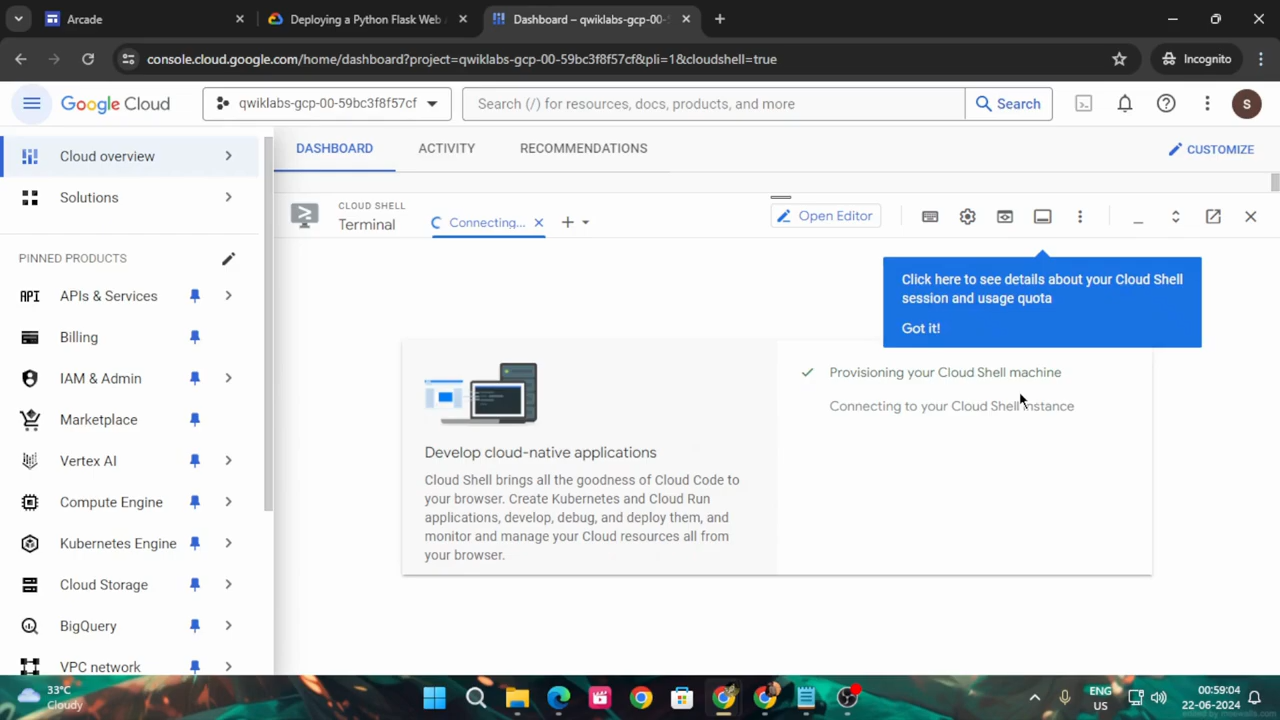 Arcade
Deploying a Python Flask Web
Dashboard – qwiklabs-gcp-00-
console.cloud.google.com/home/dashboard?project=qwiklabs-gcp-00-59bc3f8f57cf&pli=1&cloudshell=true
Incognito
Google Cloud
qwiklabs-gcp-00-59bc3f8f57cf
Search (/) for resources, docs, products, and more
Search
S
Cloud overview
Solutions
PINNED PRODUCTS
API
APIs & Services
Billing
IAM & Admin
Marketplace
Vertex AI
Compute Engine
Kubernetes Engine
Cloud Storage
BigQuery
VPC network
DASHBOARD
ACTIVITY
RECOMMENDATIONS
CUSTOMIZE
CLOUD SHELL
Terminal
Connecting...
Open Editor
Click here to see details about your Cloud Shell
session and usage quota
Got it!
Develop cloud-native applications
Cloud Shell brings all the goodness of Cloud Code to
your browser. Create Kubernetes and Cloud Run
applications, develop, debug, and deploy them, and
monitor and manage your Cloud resources all from
your browser.
Provisioning your Cloud Shell machine
Connecting to your Cloud Shell instance
33°C
Cloudy
ENG
US
00:59:04
22-06-2024